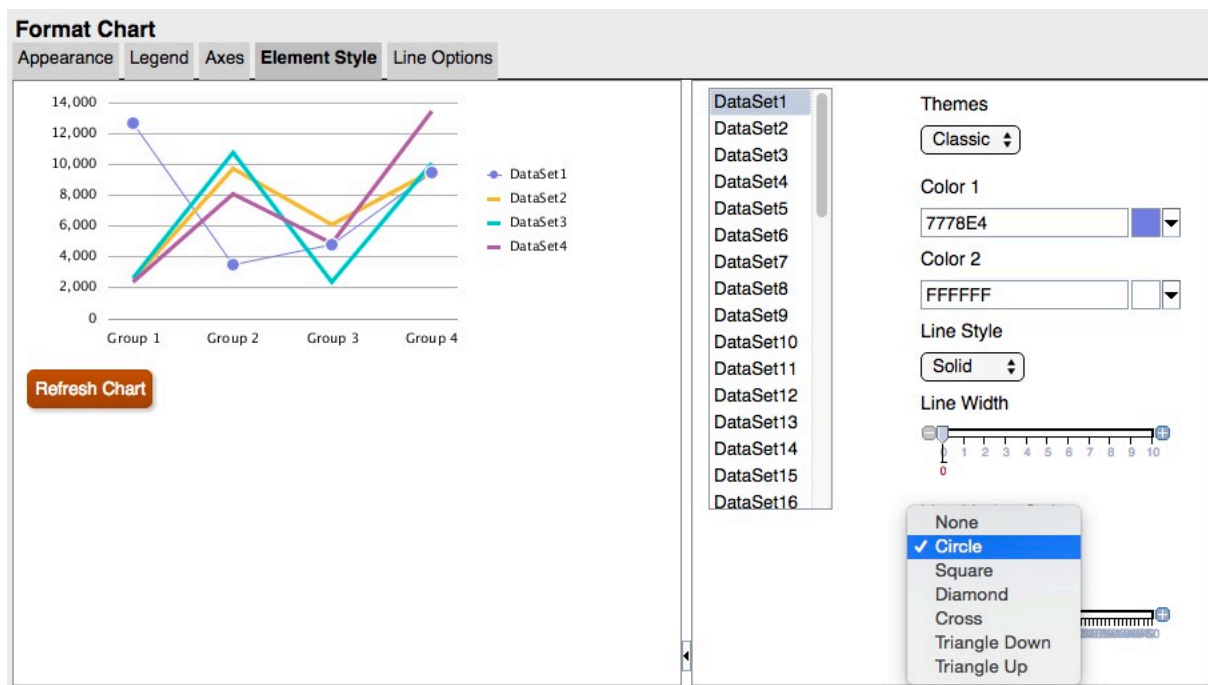 Format Chart
Appearance Legend Axes Element Style Line Options
14,000
12,000
10,000
8,000
6,000
4,000
2,000
0
Group 1 Group 2 Group 3 Group 4
DataSet1
DataSet2
DataSet3
DataSet4
Refresh Chart
DataSet1
DataSet2
DataSet3
DataSet4
DataSet5
DataSet6
DataSet7
DataSet8
DataSet9
DataSet10
DataSet11
DataSet12
DataSet13
DataSet14
DataSet15
DataSet16
Themes
Classic
Color 1
7778E4
Color 2
FFFFFF
Line Style
Solid
Line Width
0 1 2 3 4 5 6 7 8 9 10
0
None
✓ Circle
Square
Diamond
Cross
Triangle Down
Triangle Up